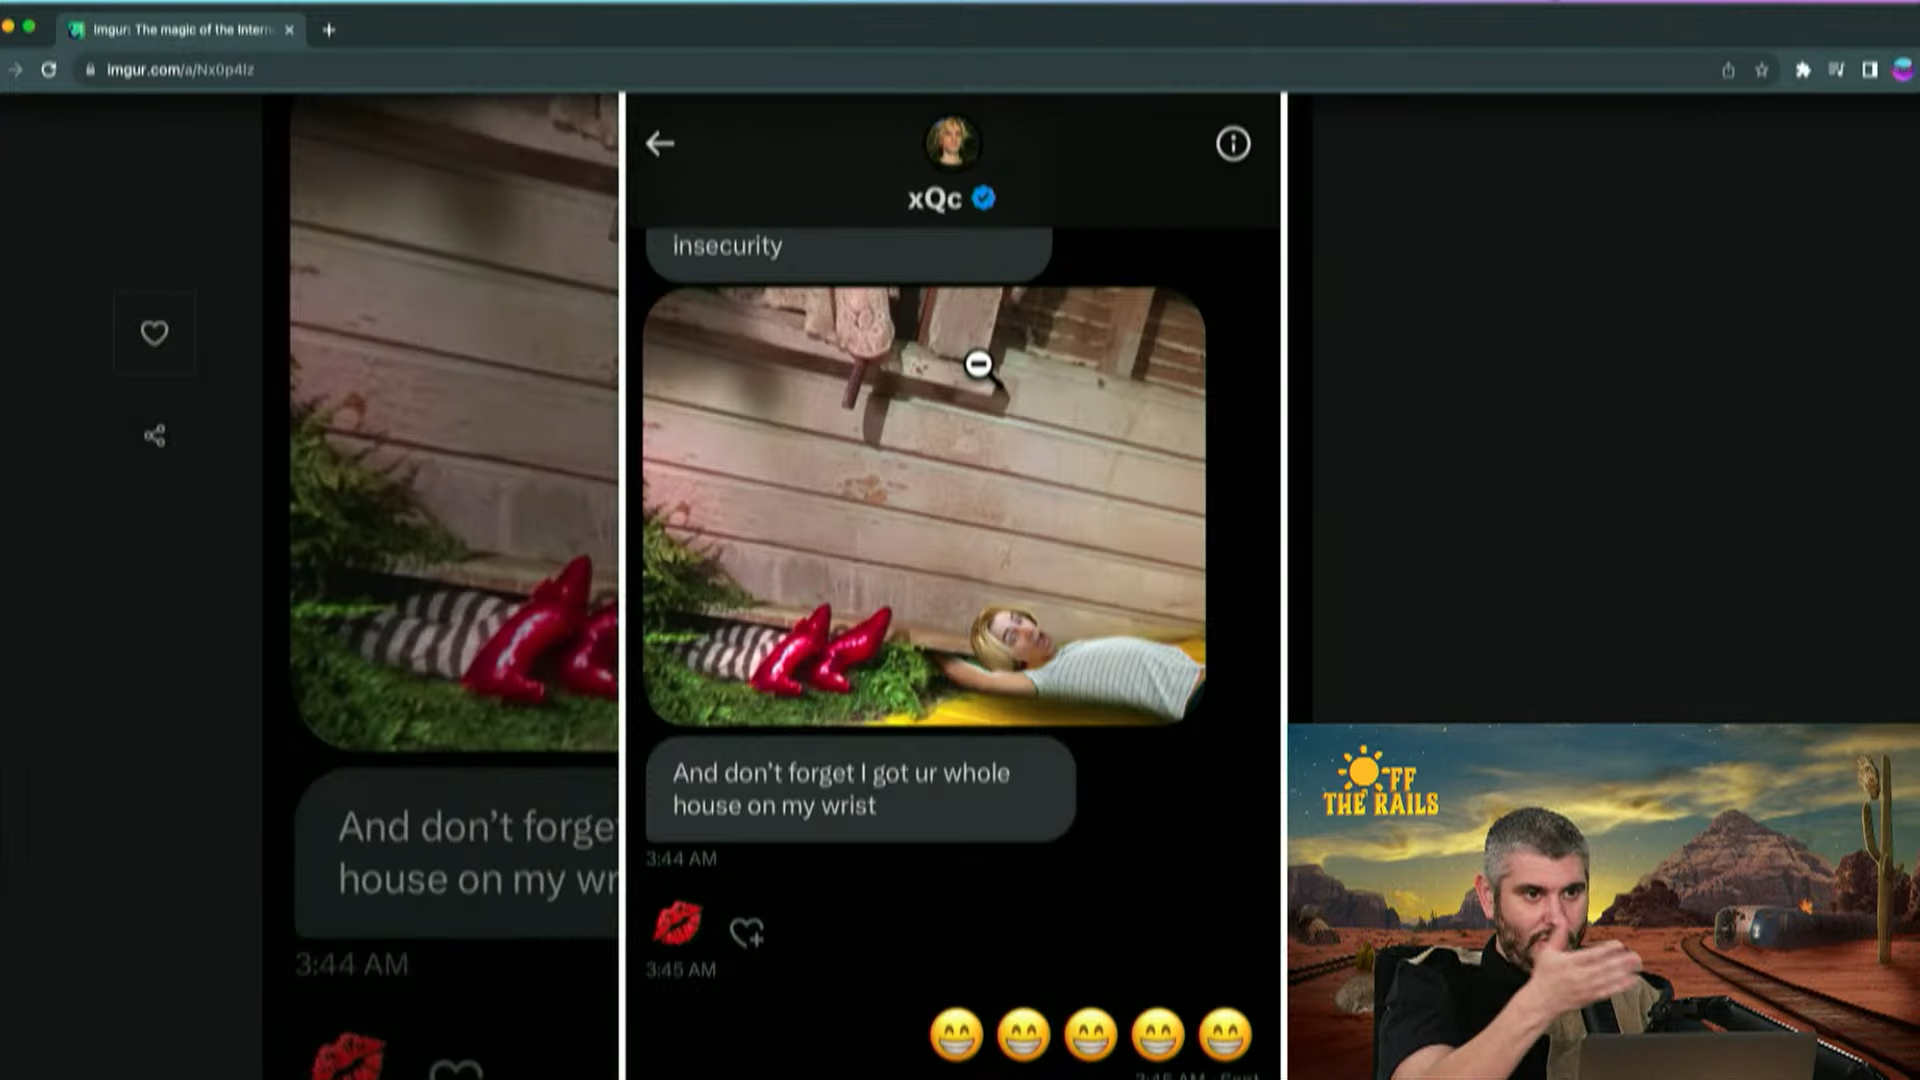 Imgur: The magic of the Intern
imgur.com/a/Nx0p4lz
xQc
insecurity
And don't forget I got ur whole
house on my wrist
3:44 AM
3:45 AM
And don't forge
house on my wr
3:44 AM
OFF
THE RAILS